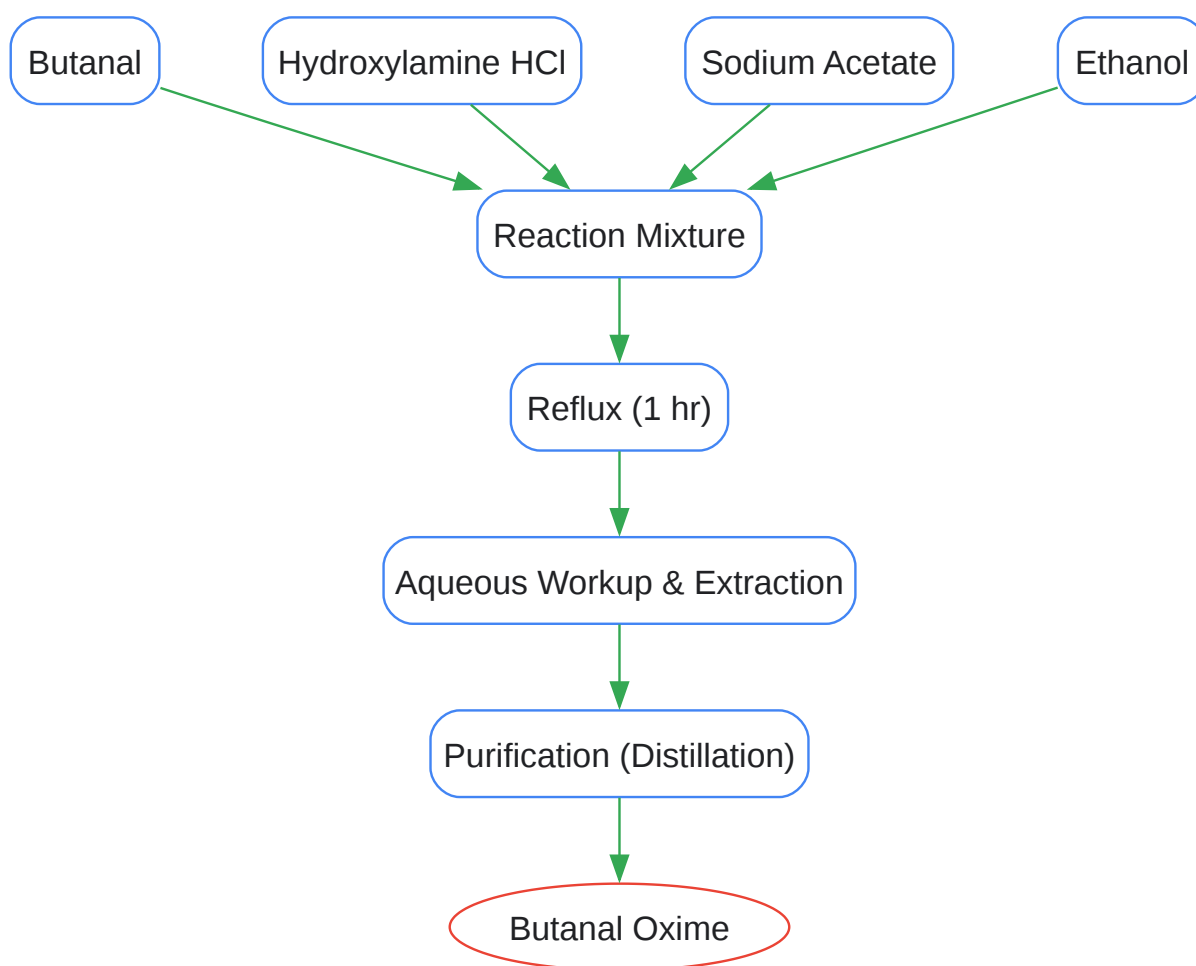 Butanal
Hydroxylamine HCl
Sodium Acetate
Ethanol
Reaction Mixture
Reflux (1 hr)
Aqueous Workup & Extraction
Purification (Distillation)
Butanal Oxime